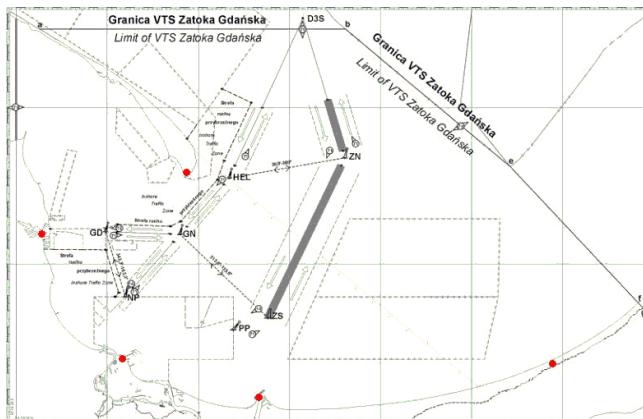 Granica VTS Zatoka Gdańska
Limit of VTS Zatoka Gdańska
a
b
D3S
Granica VTS Zatoka Gdańska
Limit of VTS Zatoka Gdańska
Strefa
ruchu
przybrzeżnego
Inshore
Traffic
Zone
ZN
HEL
e
przybrzeżnego
Strefa ruchu
Inshore
Traffic
Zone
GD
GN
Strefa
ruchu
przybrzeżnego
Inshore Traffic Zone
NP
ZS
PP
f